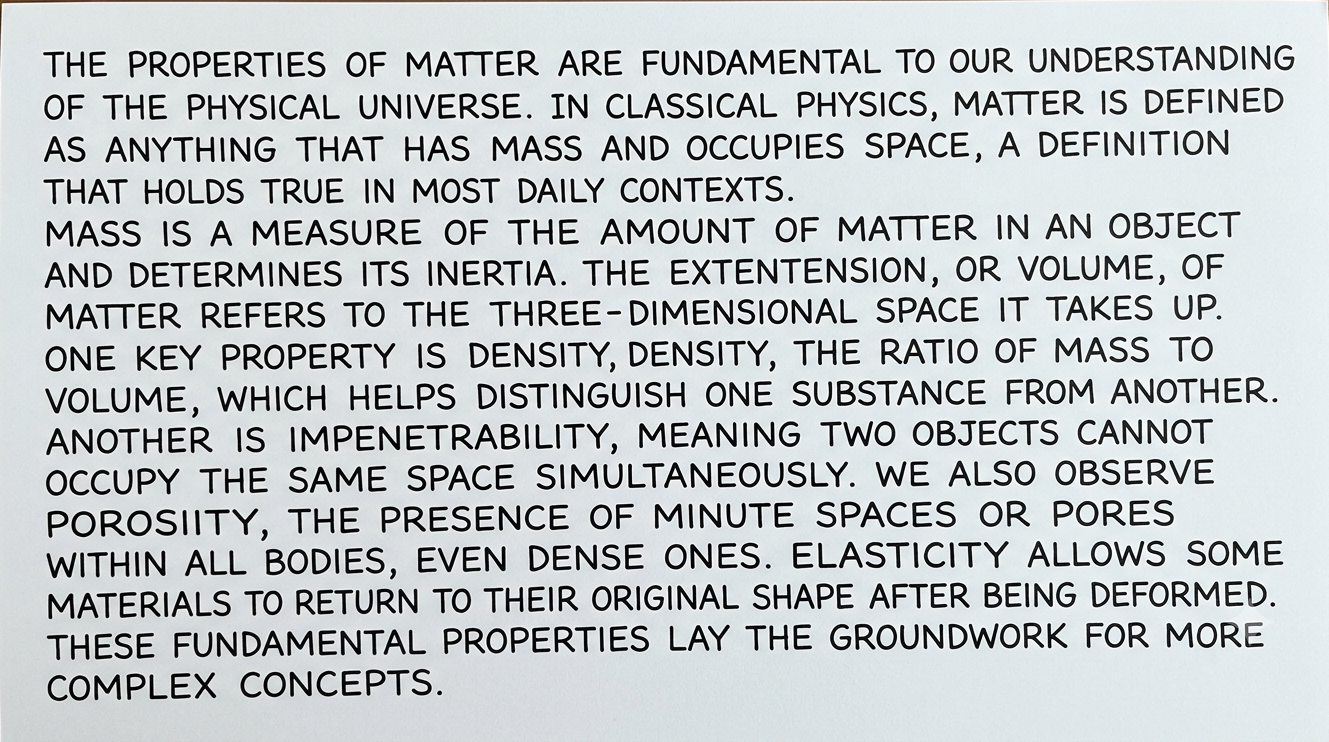 THE PROPERTIES OF MATTER ARE FUNDAMENTAL TO OUR UNDERSTANDING
OF THE PHYSICAL UNIVERSE. IN CLASSICAL PHYSICS, MATTER IS DEFINED
AS ANYTHING THAT HAS MASS AND OCCUPIES SPACE, A DEFINITION
THAT HOLDS TRUE IN MOST DAILY CONTEXTS.
MASS IS A MEASURE OF THE AMOUNT OF MATTER IN AN OBJECT
AND DETERMINES ITS INERTIA. THE EXTENTENSION, OR VOLUME, OF
MATTER REFERS TO THE THREE-DIMENSIONAL SPACE IT TAKES UP.
ONE KEY PROPERTY IS DENSITY, DENSITY, THE RATIO OF MASS TO
VOLUME, WHICH HELPS DISTINGUISH ONE SUBSTANCE FROM ANOTHER.
ANOTHER IS IMPENETRABILITY, MEANING TWO OBJECTS CANNOT
OCCUPY THE SAME SPACE SIMULTANEOUSLY. WE ALSO OBSERVE
POROSIITY, THE PRESENCE OF MINUTE SPACES OR PORES
WITHIN ALL BODIES, EVEN DENSE ONES. ELASTICITY ALLOWS SOME
MATERIALS TO RETURN TO THEIR ORIGINAL SHAPE AFTER BEING DEFORMED.
THESE FUNDAMENTAL PROPERTIES LAY THE GROUNDWORK FOR MORE
COMPLEX CONCEPTS.